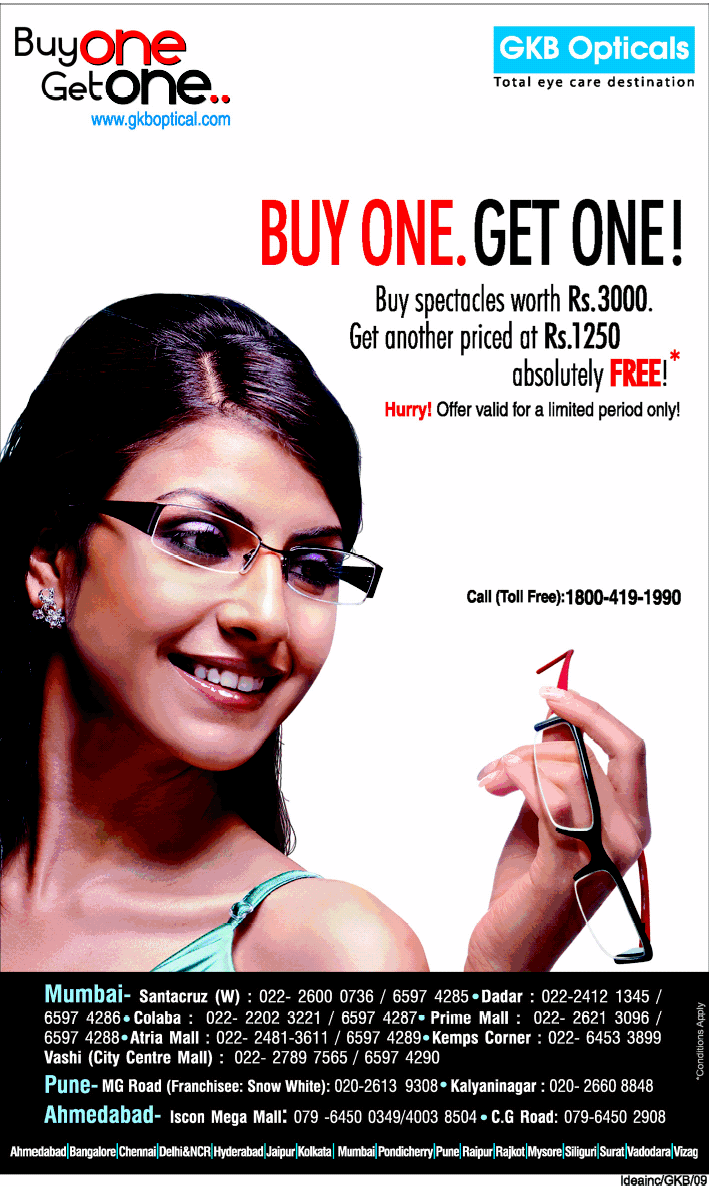 Buyone
Getone..
www.gkboptical.com
GKB Opticals
Total eye care destination
BUY ONE. GET ONE!
Buy spectacles worth Rs.3000.
Get another priced at Rs.1250
absolutely FREE!*
Hurry! Offer valid for a limited period only!
Call (Toll Free):1800-419-1990
Mumbai- Santacruz (W) : 022- 2600 0736 / 6597 4285 • Dadar : 022-2412 1345 /
6597 4286 • Colaba : 022- 2202 3221 / 6597 4287 • Prime Mall : 022- 2621 3096 /
6597 4288 • Atria Mall : 022- 2481-3611 / 6597 4289 • Kemps Corner : 022- 6453 3899
Vashi (City Centre Mall) : 022- 2789 7565 / 6597 4290
Pune- MG Road (Franchisee: Snow White): 020-2613 9308 • Kalyaninagar : 020- 2660 8848
Ahmedabad- Iscon Mega Mall: 079 -6450 0349/4003 8504 • C.G Road: 079-6450 2908
*Conditions Apply
Ahmedabad|Bangalore|Chennai|Delhi&NCR|Hyderabad|Jaipur|Kolkata| Mumbai|Pondicherry|Pune|Raipur|Rajkot|Mysore|Siliguri|Surat|Vadodara|Vizag
Ideainc/GKB/09